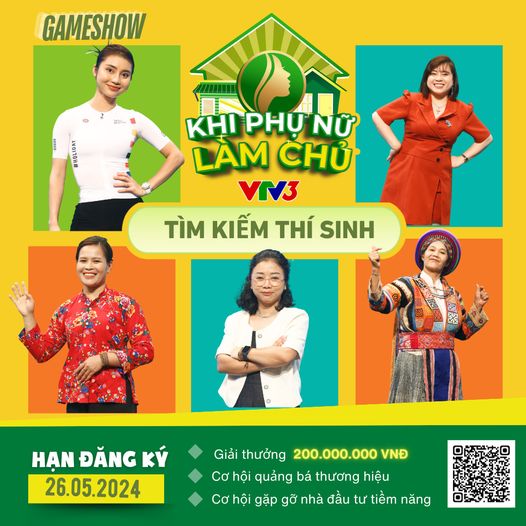 GAMESHOW
KHI PHỤ NỮ
LÀM CHỦ
VTV3
TÌM KIẾM THÍ SINH
#HOLIDAY
HẠN ĐĂNG KÝ
26.05.2024
Giải thưởng 200.000.000 VNĐ
Cơ hội quảng bá thương hiệu
Cơ hội gặp gỡ nhà đầu tư tiềm năng